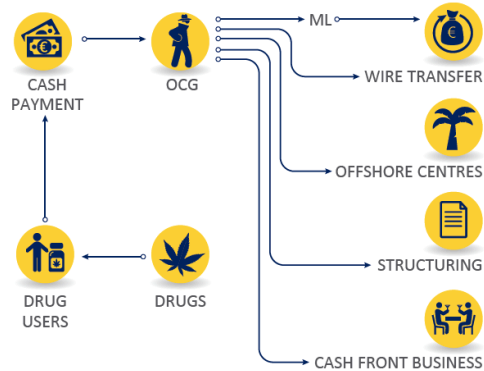 CASH
PAYMENT
OCG
ML
WIRE TRANSFER
OFFSHORE CENTRES
STRUCTURING
DRUG
USERS
DRUGS
CASH FRONT BUSINESS